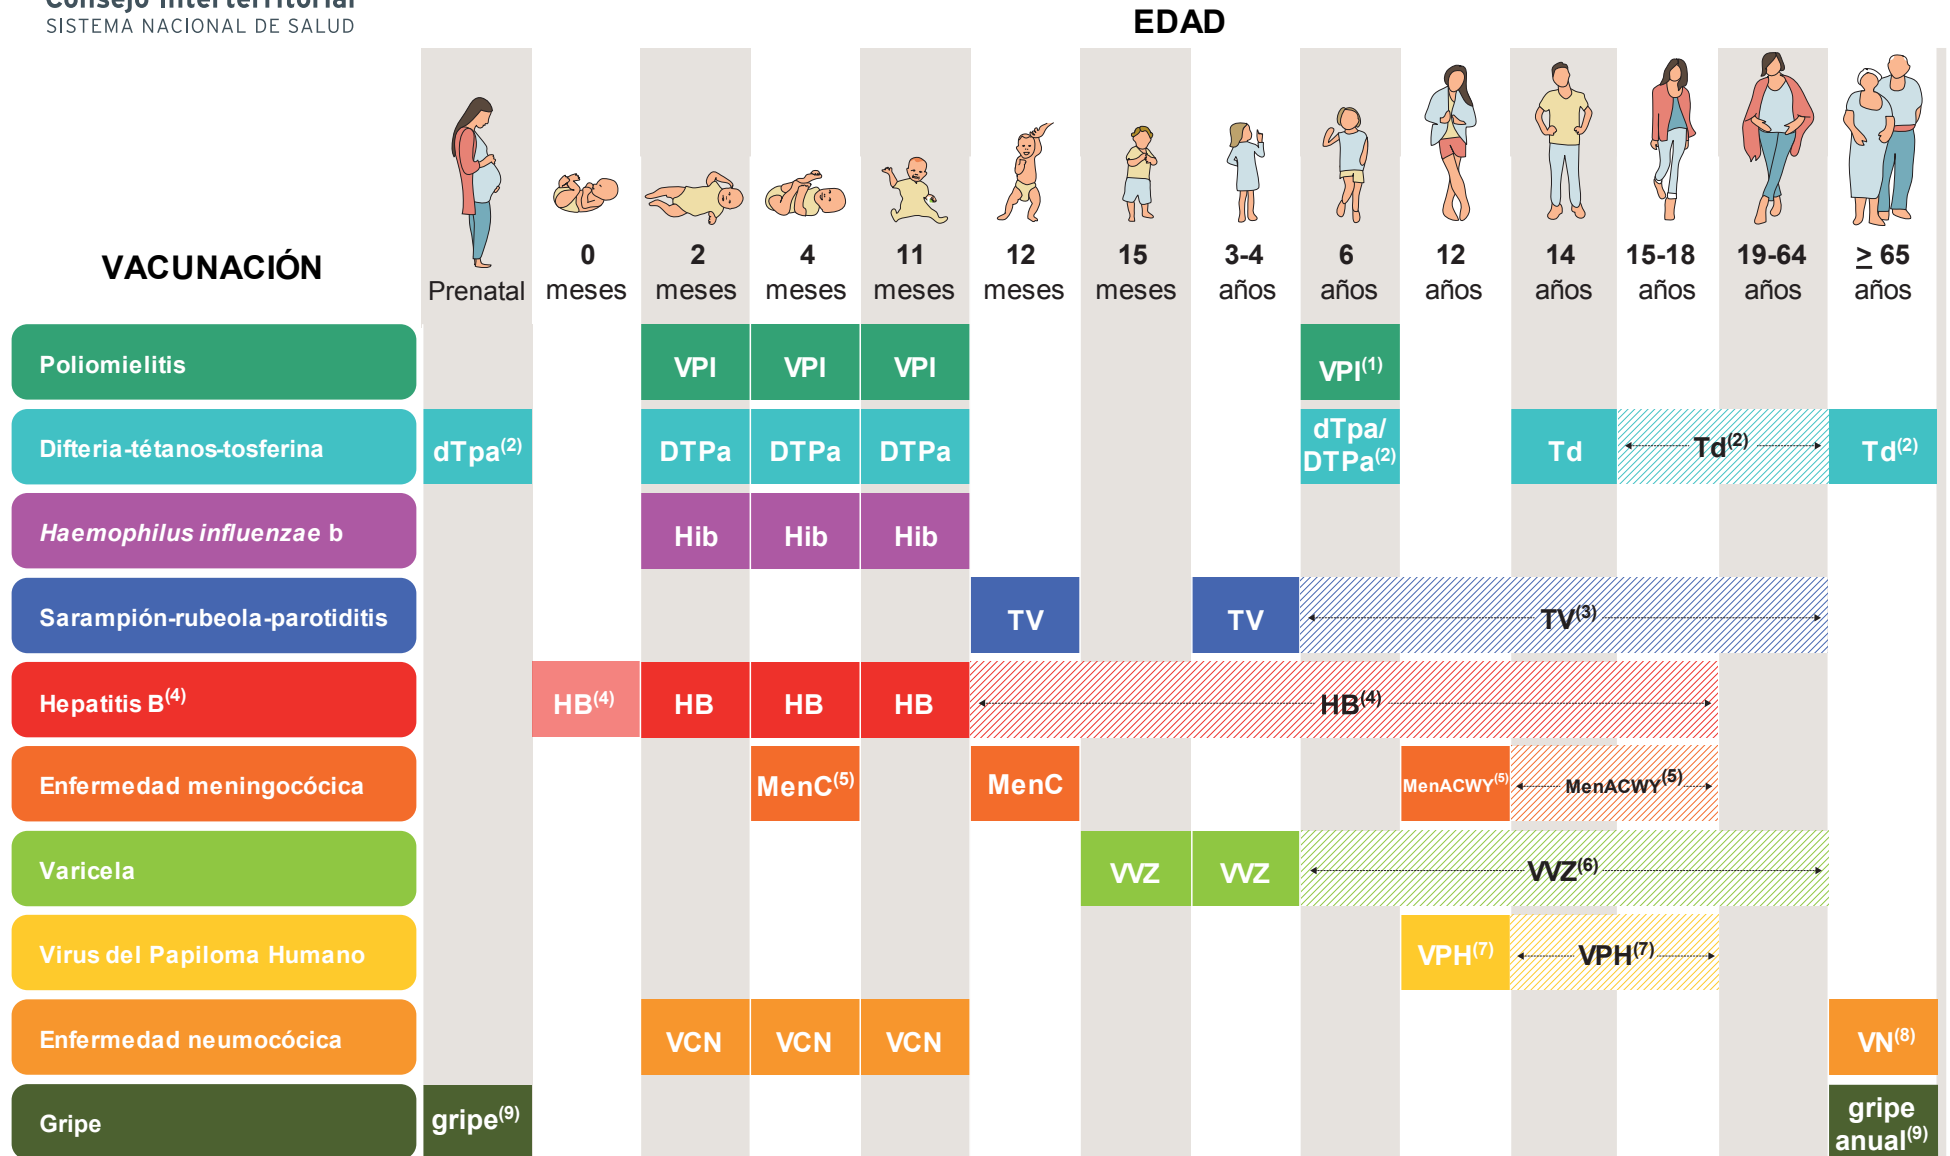 Consejo Interterritorial
SISTEMA NACIONAL DE SALUD
EDAD
VACUNACIÓN
Prenatal
0
meses
2
meses
4
meses
11
meses
12
meses
15
meses
3-4
años
6
años
12
años
14
años
15-18
años
19-64
años
≥ 65
años
Poliomielitis
VPI VPI VPI VPI(1)
Difteria-tétanos-tosferina
dTpa(2) DTPa DTPa DTPa dTpa/
DTPa(2)
Td Td(2) Td(2)
Haemophilus influenzae b
Hib Hib Hib
Sarampión-rubeola-parotiditis
TV TV TV(3)
Hepatitis B(4)
HB(4) HB HB HB HB(4)
Enfermedad meningocócica
MenC(5) MenC MenACWY(5) MenACWY(5)
Varicela
VVZ VVZ VVZ(6)
Virus del Papiloma Humano
VPH(7) VPH(7)
Enfermedad neumocócica
VCN VCN VCN VN(8)
Gripe
gripe(9) gripe
anual(9)